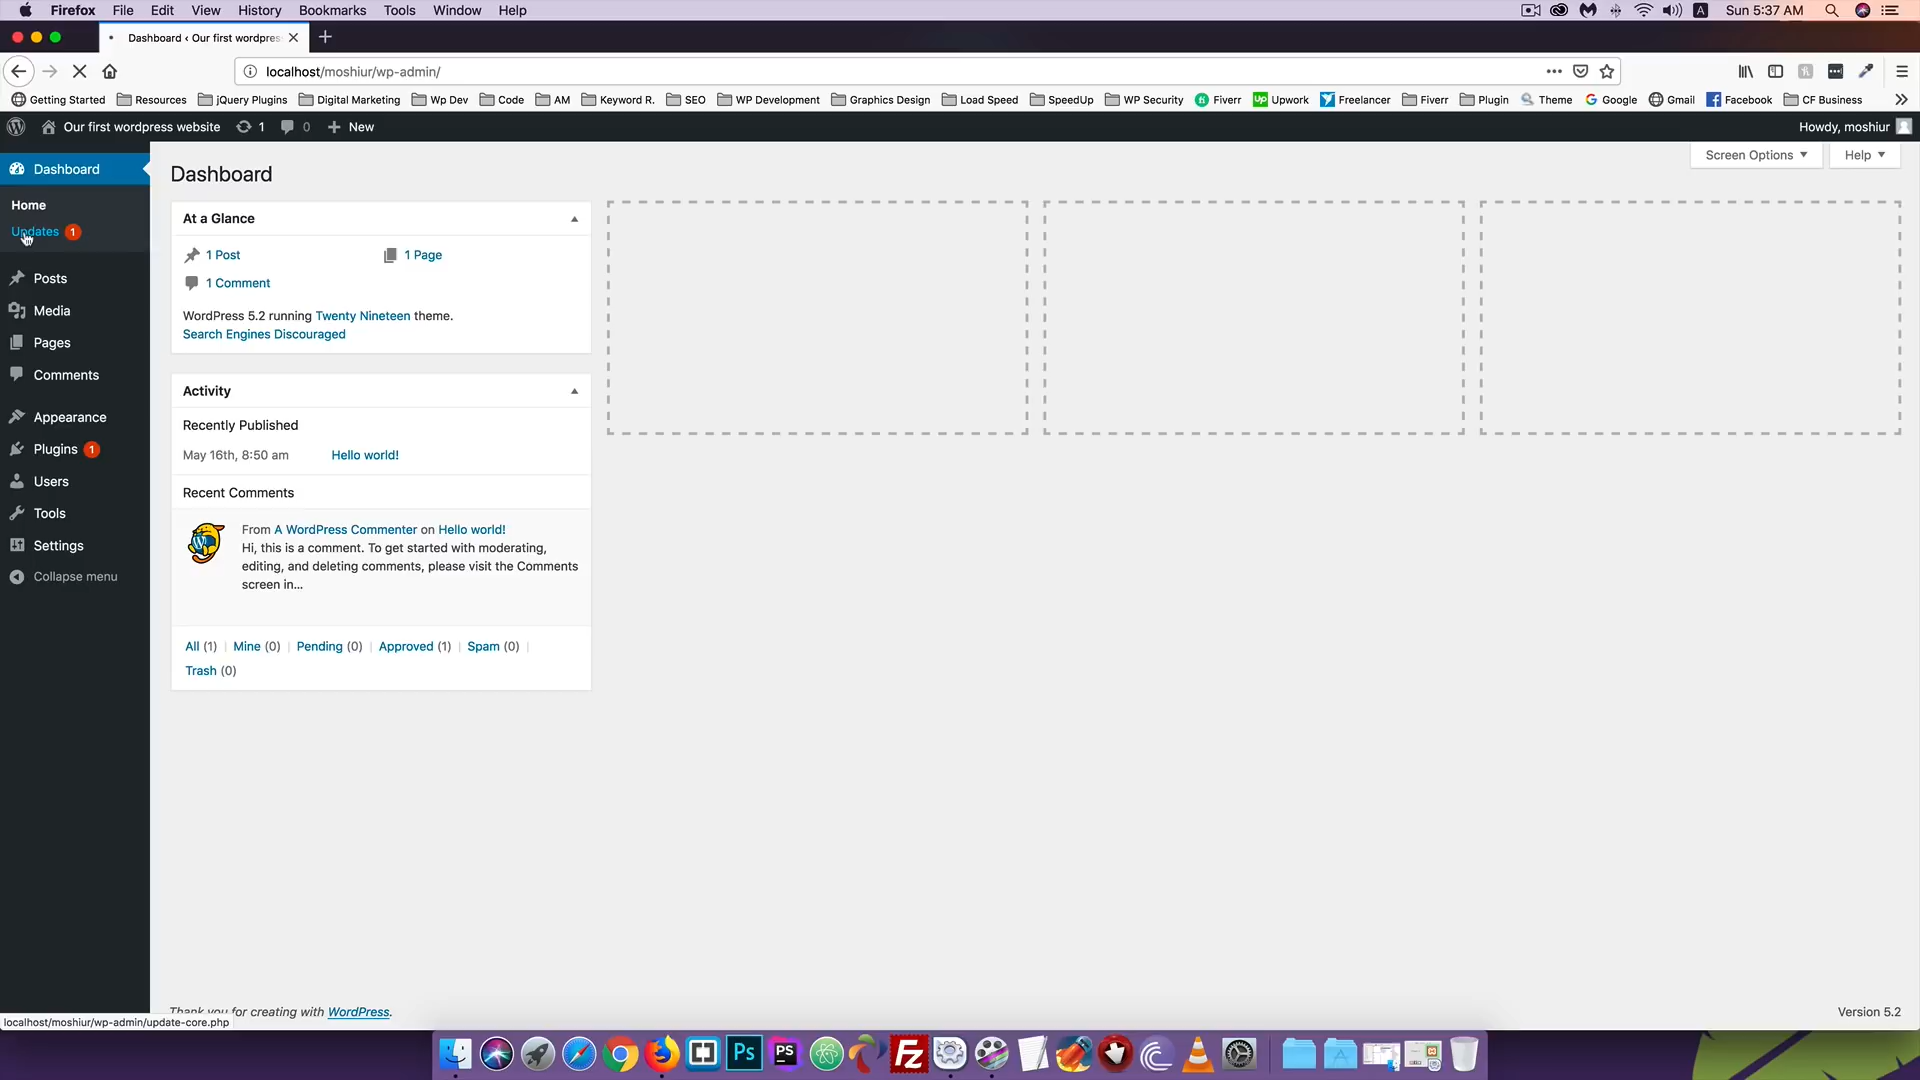 Firefox File Edit View History Bookmarks Tools Window Help
A Sun 5:37 AM
Dashboard ‹ Our first wordpres
localhost/moshiur/wp-admin/
Getting Started Resources jQuery Plugins Digital Marketing Wp Dev Code AM Keyword R. SEO WP Development Graphics Design Load Speed SpeedUp WP Security Fiverr Upwork Freelancer Fiverr Plugin Theme Google Gmail Facebook CF Business
Our first wordpress website 1 0 New
Howdy, moshiur
Dashboard
Home
Updates 1
Posts
Media
Pages
Comments
Appearance
Plugins 1
Users
Tools
Settings
Collapse menu
Screen Options Help
Dashboard
At a Glance
1 Post 1 Page
1 Comment
WordPress 5.2 running Twenty Nineteen theme.
Search Engines Discouraged
Activity
Recently Published
May 16th, 8:50 am Hello world!
Recent Comments
From A WordPress Commenter on Hello world!
Hi, this is a comment. To get started with moderating,
editing, and deleting comments, please visit the Comments
screen in...
All (1) | Mine (0) | Pending (0) | Approved (1) | Spam (0) |
Trash (0)
Thank you for creating with WordPress.
Version 5.2
localhost/moshiur/wp-admin/update-core.php
Ps PS Fz